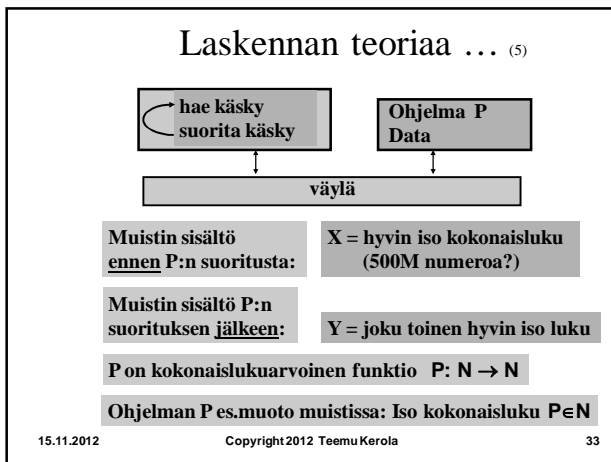 Laskennan teoriaa … (5)
hae käsky
suorita käsky
Ohjelma P
Data
väylä
Muistin sisältö
ennen P:n suoritusta:
X = hyvin iso kokonaisluku
(500M numeroa?)
Muistin sisältö P:n
suorituksen jälkeen:
Y = joku toinen hyvin iso luku
P on kokonaislukuarvoinen funktio P: N → N
Ohjelman P es.muoto muistissa: Iso kokonaisluku P∈N
15.11.2012 Copyright 2012 Teemu Kerola 33